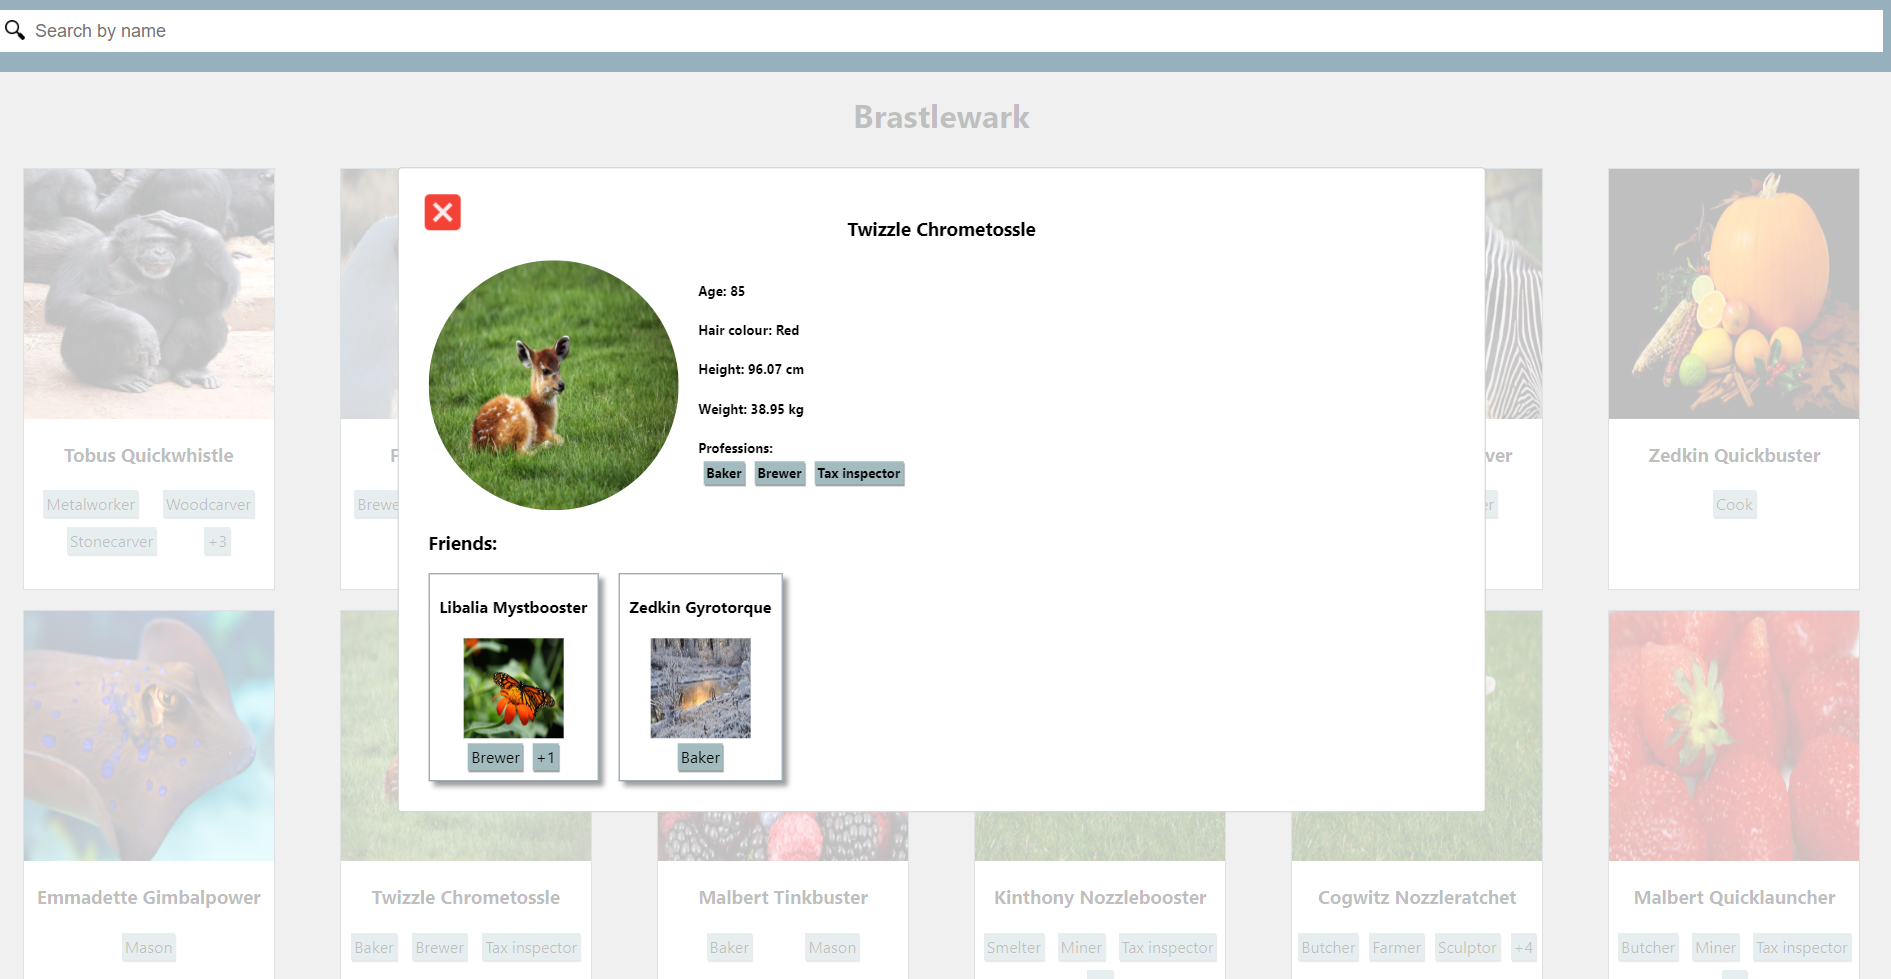 Search by name
Brastlewark
Twizzle Chrometossle
Age: 85
Hair colour: Red
Height: 96.07 cm
Weight: 38.95 kg
Professions:
Baker Brewer Tax inspector
Friends:
Libalia Mystbooster
Brewer +1
Zedkin Gyrotorque
Baker
Tobus Quickwhistle
Metalworker Woodcarver
Stonecarver +3
F
Brewe
ver
er
Zedkin Quickbuster
Cook
Emmadette Gimbalpower
Mason
Twizzle Chrometossle
Baker Brewer Tax inspector
Malbert Tinkbuster
Baker Mason
Kinthony Nozzlebooster
Smelter Miner Tax inspector
Cogwitz Nozzleratchet
Butcher Farmer Sculptor +4
Malbert Quicklauncher
Butcher Miner Tax inspector